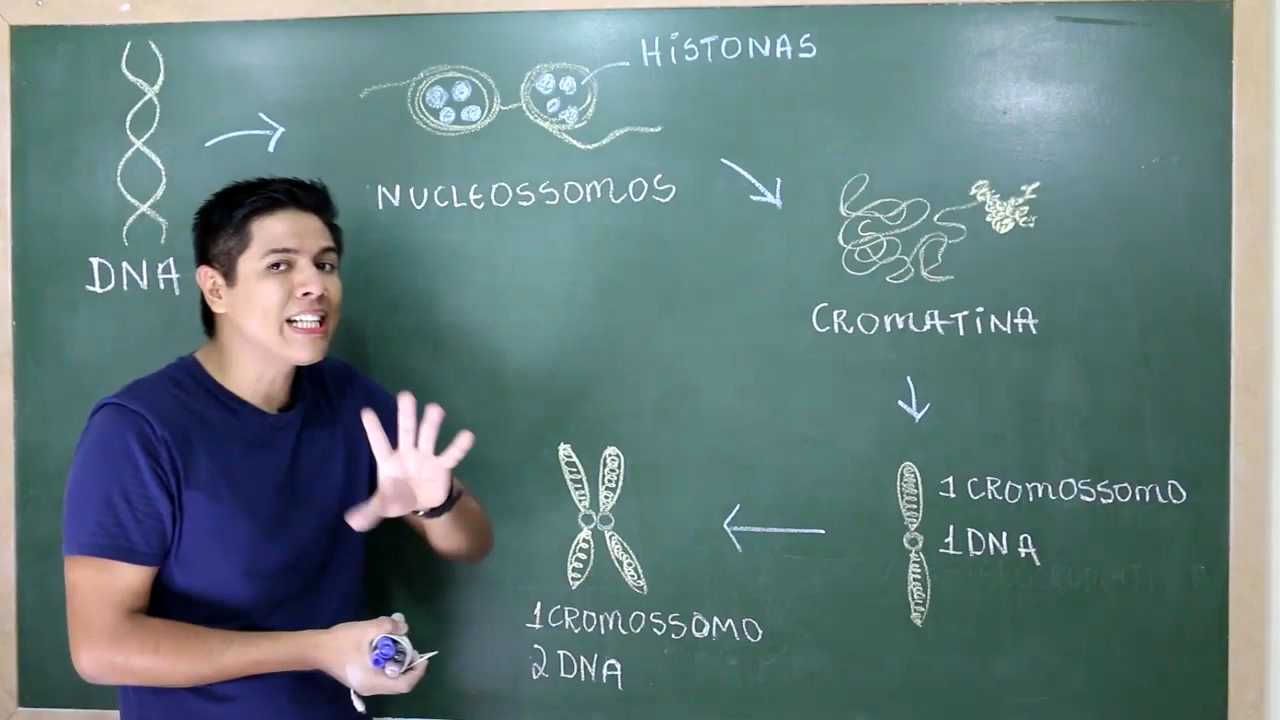 HISTONAS
NUCLEOSSOMOS
DNA
CROMATINA
1 CROMOSSOMO
1 DNA
1 CROMOSSOMO
2 DNA